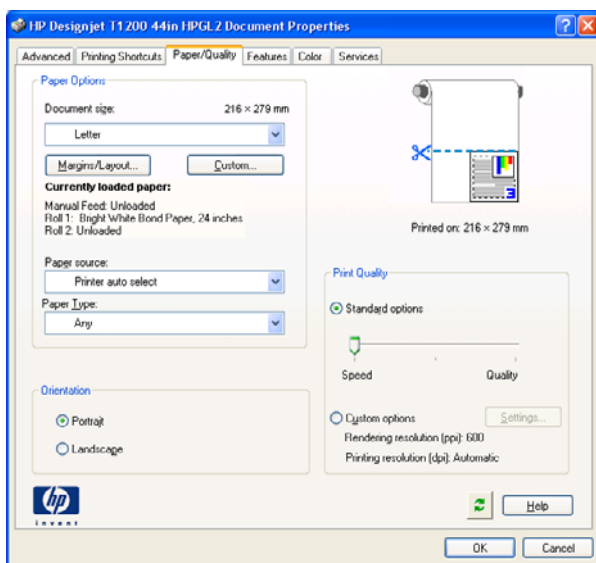 HP Designjet T1200 44in HPGL2 Document Properties
Advanced Printing Shortcuts Paper/Quality Features Color Services
Paper Options
Document size: 216 × 279 mm
Letter
Margins/Layout... Custom...
Currently loaded paper:
Manual Feed: Unloaded
Roll 1: Bright White Bond Paper, 24 inches
Roll 2: Unloaded
Paper source:
Printer auto select
Paper Type:
Any
Orientation
Portrait
Landscape
3
Printed on: 216 × 279 mm
Print Quality
Standard options
Speed Quality
Custom options Settings...
Rendering resolution (ppi): 600
Printing resolution (dpi): Automatic
hp
invent
Help
OK Cancel